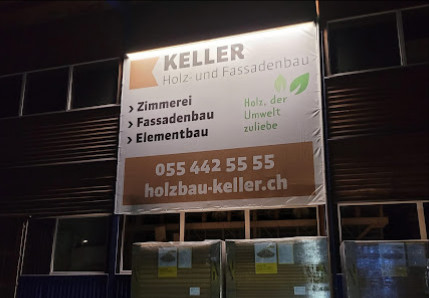 KELLER
Holz- und Fassadenbau
> Zimmerei
> Fassadenbau
> Elementbau
Holz, der
Umwelt
zuliebe
055 442 55 55
holzbau-keller.ch